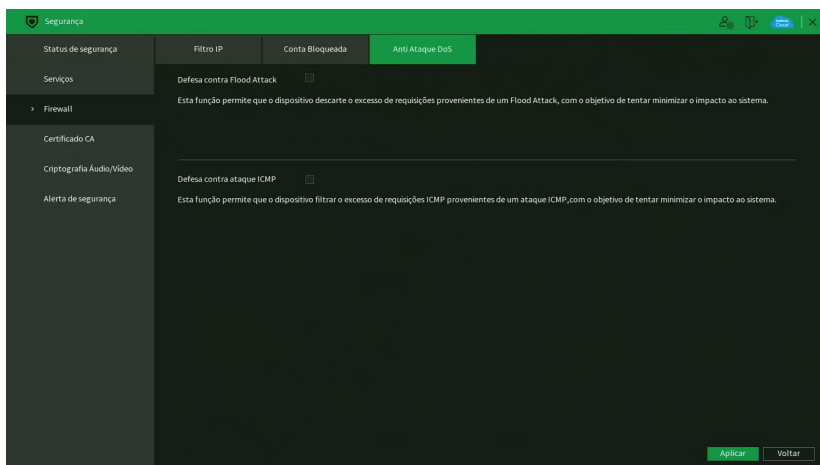 Segurança
Cloud
Status de segurança
Serviços
Firewall
Certificado CA
Criptografia Áudio/Vídeo
Alerta de segurança
Filtro IP
Conta Bloqueada
Anti Ataque DoS
Defesa contra Flood Attack
Esta função permite que o dispositivo descarte o excesso de requisições provenientes de um Flood Attack, com o objetivo de tentar minimizar o impacto ao sistema.
Defesa contra ataque ICMP
Esta função permite que o dispositivo filtrar o excesso de requisições ICMP provenientes de um ataque ICMP,com o objetivo de tentar minimizar o impacto ao sistema.
Aplicar
Voltar